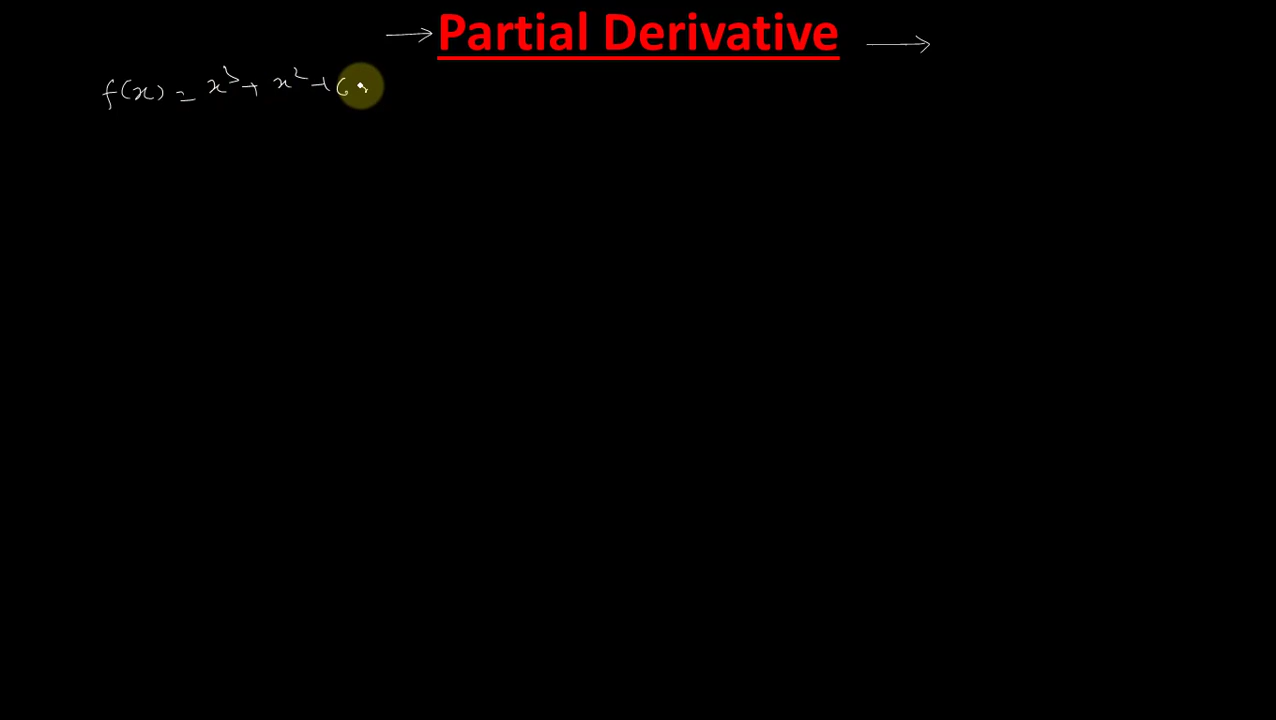 → Partial Derivative →
f(x) = x³ + x² + 6